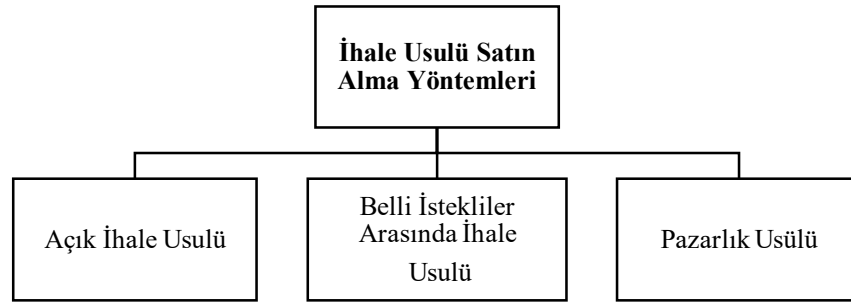 İhale Usulü Satın
Alma Yöntemleri
Açık İhale Usulü
Belli İstekliler
Arasında İhale
Usulü
Pazarlık Usülü